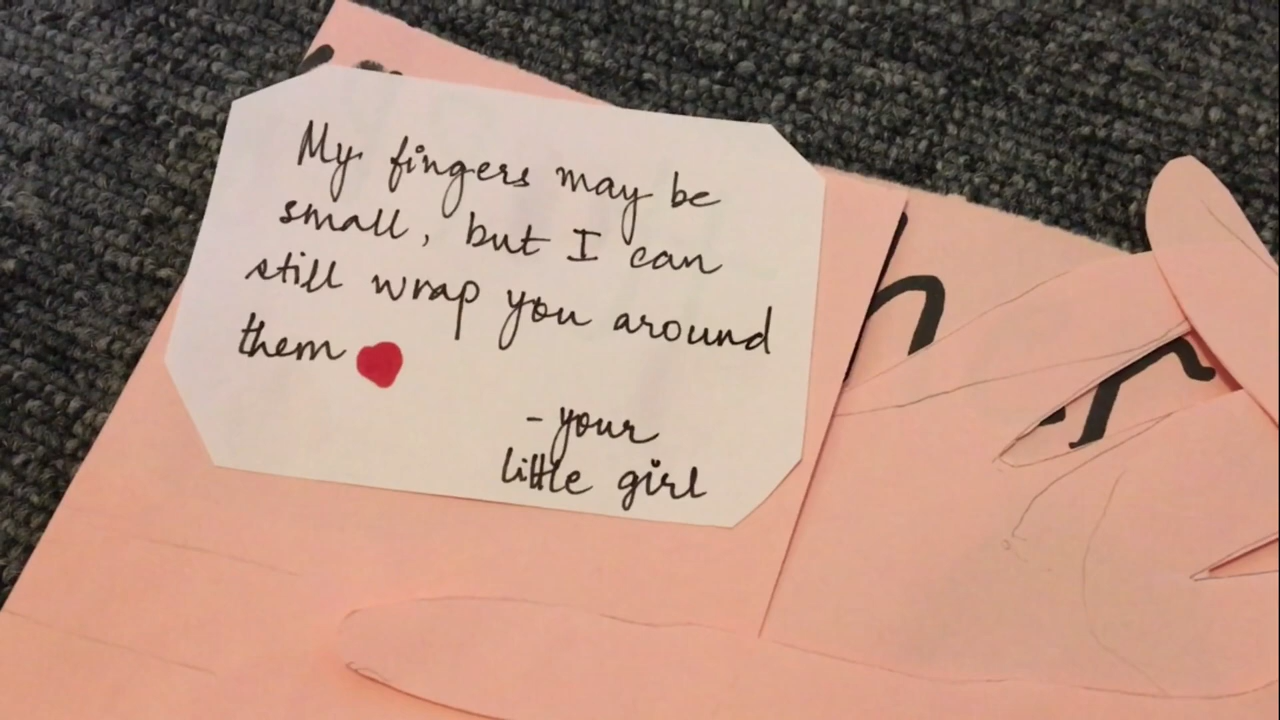 My fingers may be
small, but I can
still wrap you around
them
- your
little girl